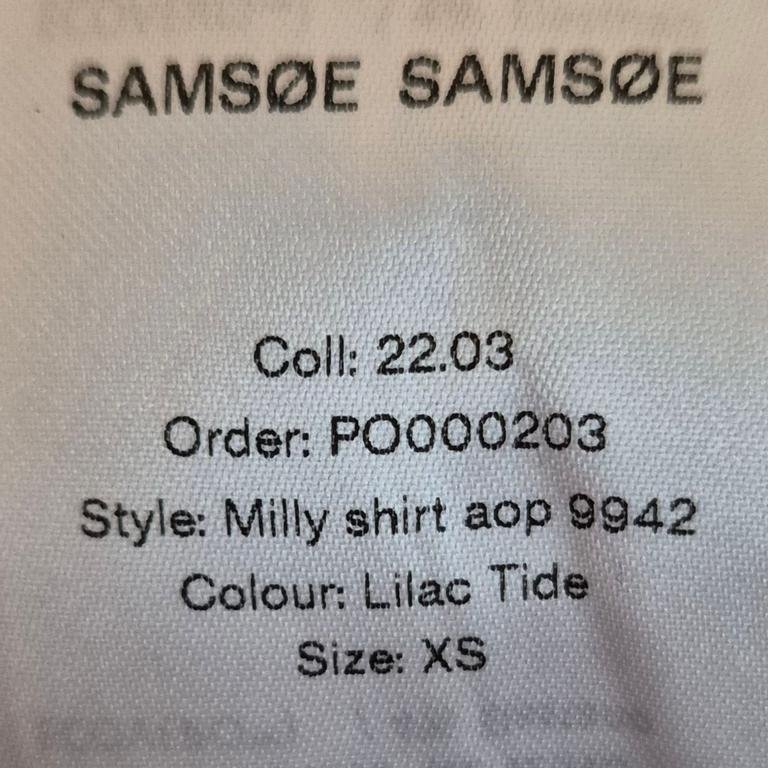 SAMSØE SAMSØE
Coll: 22.03
Order: PO000203
Style: Milly shirt aop 9942
Colour: Lilac Tide
Size: XS